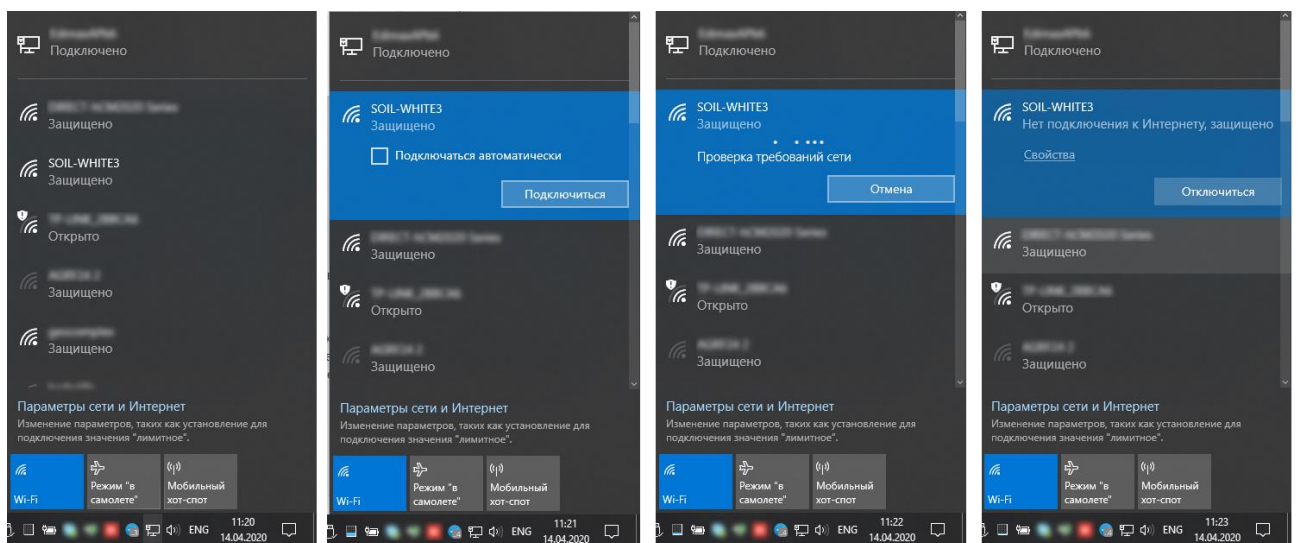 Подключено
Защищено
SOIL-WHITE3
Защищено
Открыто
Защищено
Защищено
Параметры сети и Интернет
Изменение параметров, таких как установление для
подключения значения "лимитное".
Wi-Fi
Режим "в
самолете"
Мобильный
хот-спот
ENG
11:20
14.04.2020
Подключено
SOIL-WHITE3
Защищено
Подключаться автоматически
Подключиться
Защищено
Открыто
Защищено
Параметры сети и Интернет
Изменение параметров, таких как установление для
подключения значения "лимитное".
Wi-Fi
Режим "в
самолете"
Мобильный
хот-спот
ENG
11:21
14.04.2020
Подключено
SOIL-WHITE3
Защищено
Проверка требований сети
Отмена
Защищено
Открыто
Защищено
Параметры сети и Интернет
Изменение параметров, таких как установление для
подключения значения "лимитное".
Wi-Fi
Режим "в
самолете"
Мобильный
хот-спот
ENG
11:22
14.04.2020
Подключено
SOIL-WHITE3
Нет подключения к Интернету, защищено
Свойства
Отключиться
Защищено
Открыто
Защищено
Параметры сети и Интернет
Изменение параметров, таких как установление для
подключения значения "лимитное".
Wi-Fi
Режим "в
самолете"
Мобильный
хот-спот
ENG
11:23
14.04.2020